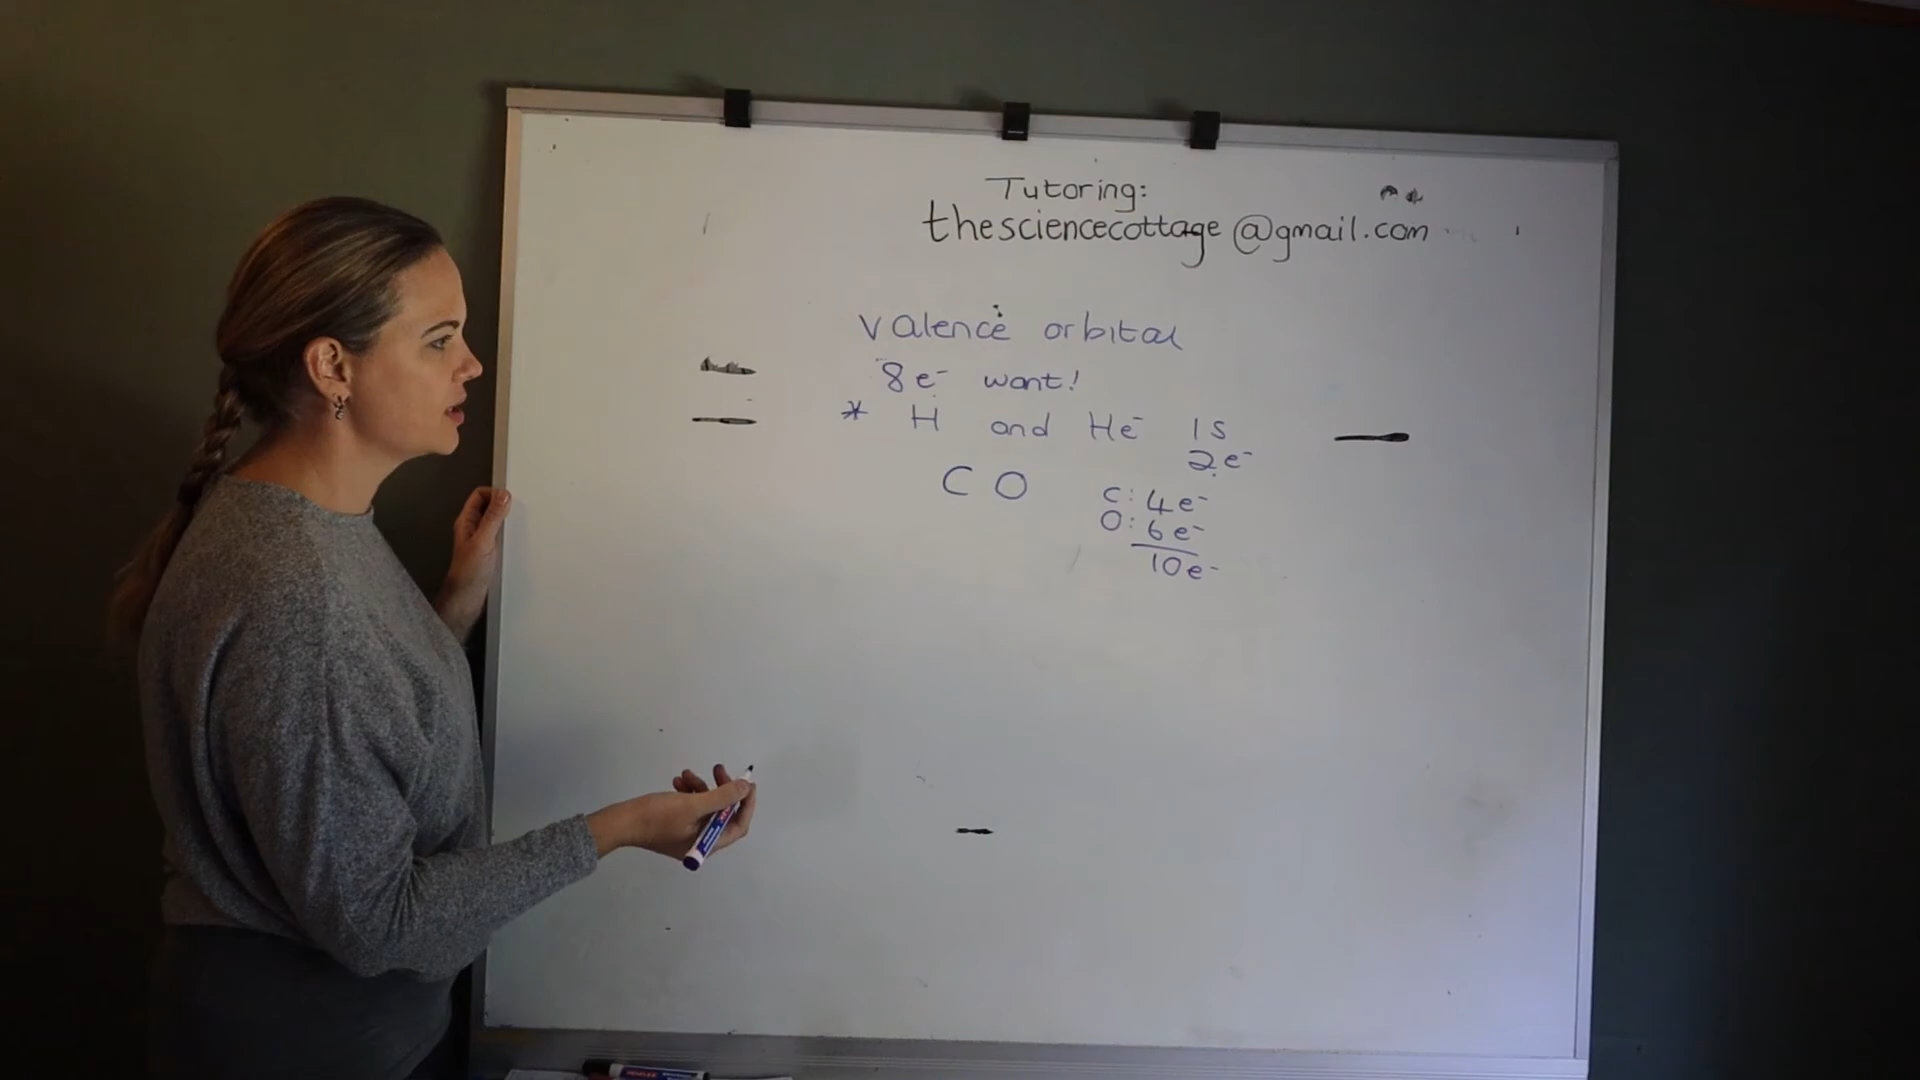 Tutoring:
thesciencecottage@gmail.com
Valence orbital
8e⁻ want!
* H and He 1s
2e⁻
C O
C: 4e⁻
O: 6e⁻
10e⁻